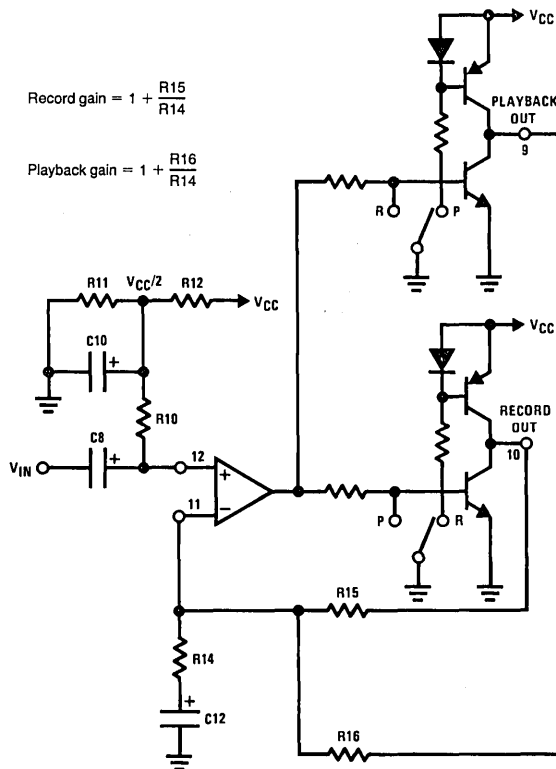 VCC
PLAYBACK
OUT
9
Record gain = 1 + R15
R14
Playback gain = 1 + R16
R14
R P
R11 VCC/2 R12 VCC
C10
R10
C8
VIN 12
+
11
−
VCC
RECORD
OUT
10
P R
R15
R14
+
C12
R16